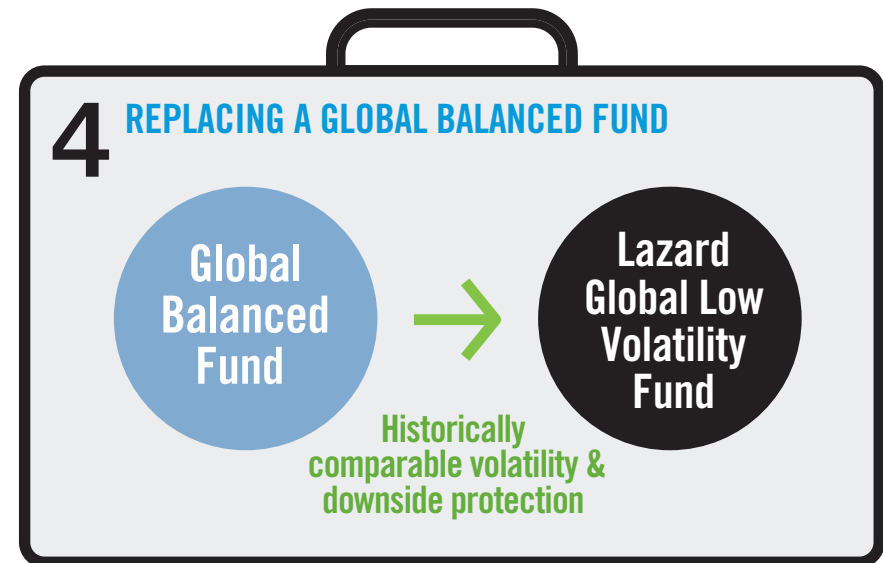 4
REPLACING A GLOBAL BALANCED FUND
Global
Balanced
Fund
Lazard
Global Low
Volatility
Fund
Historically
comparable volatility &
downside protection